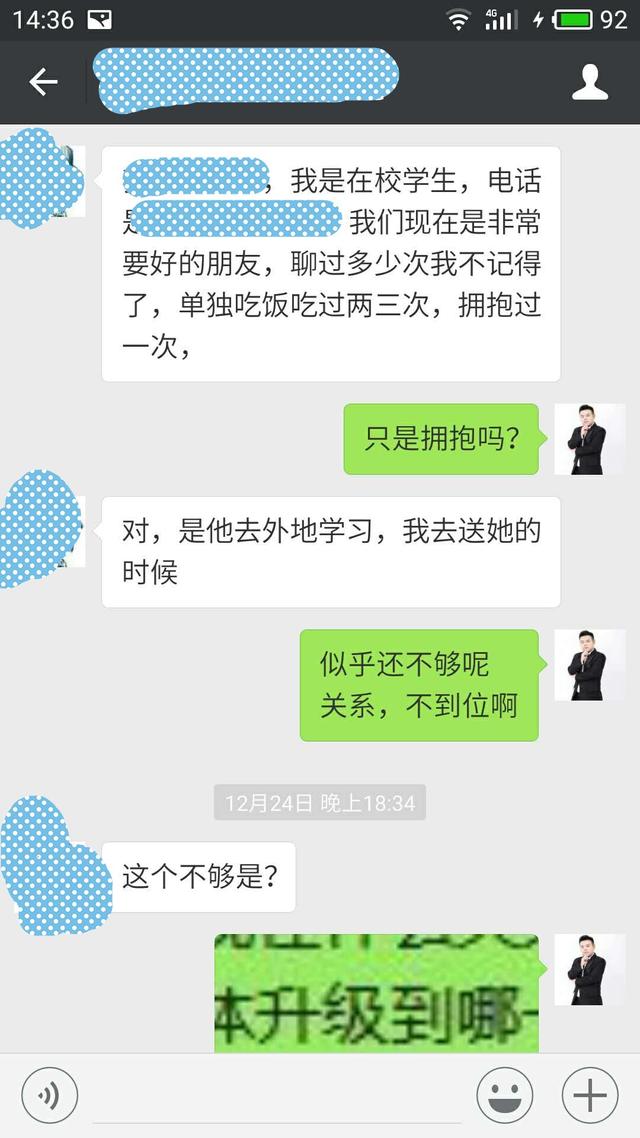 14:36
4G
92
，我是在校学生，电话
我们现在是非常
要好的朋友，聊过多少次我不记得
了，单独吃饭吃过两三次，拥抱过
一次，
只是拥抱吗？
对，是他去外地学习，我去送她的
时候
似乎还不够呢
关系，不到位啊
12月24日 晚上18:34
这个不够是？
体升级到哪